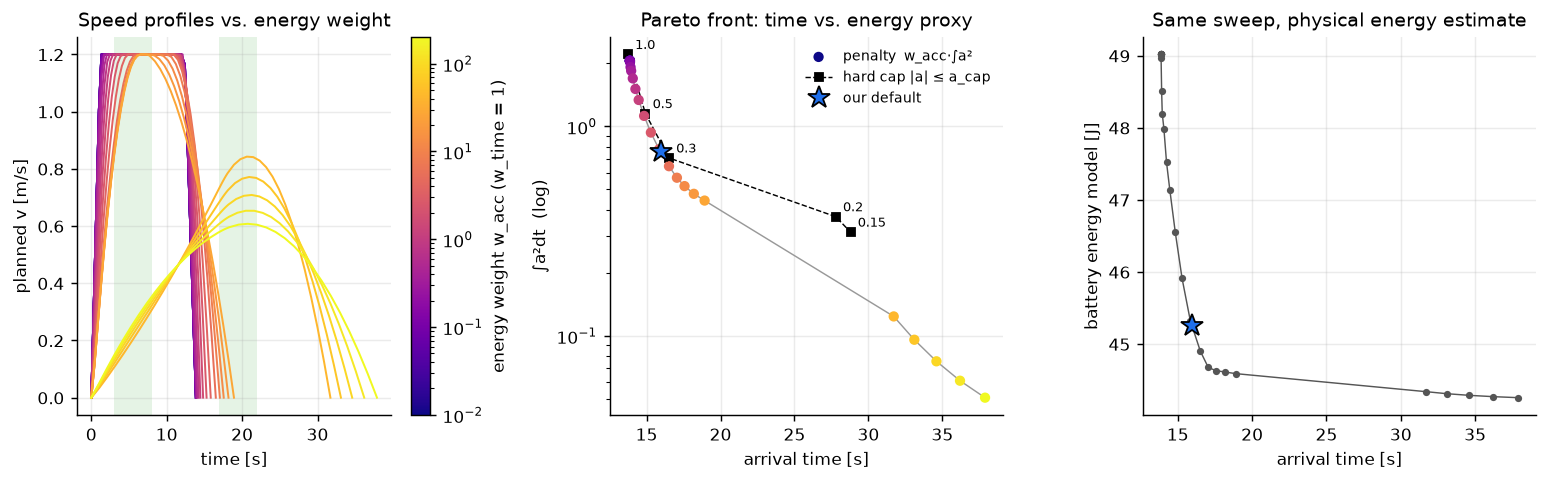 Speed profiles vs. energy weight
planned v [m/s]
1.2
1.0
0.8
0.6
0.4
0.2
0.0
0
10
20
30
time [s]
10²
10¹
10⁰
10⁻¹
10⁻²
energy weight w_acc (w_time = 1)
Pareto front: time vs. energy proxy
∫a²dt (log)
10⁰
10⁻¹
1.0
0.5
0.3
0.2
0.15
penalty w_acc·∫a²
hard cap |a| ≤ a_cap
our default
15
20
25
30
35
arrival time [s]
Same sweep, physical energy estimate
battery energy model [J]
49
48
47
46
45
15
20
25
30
35
arrival time [s]